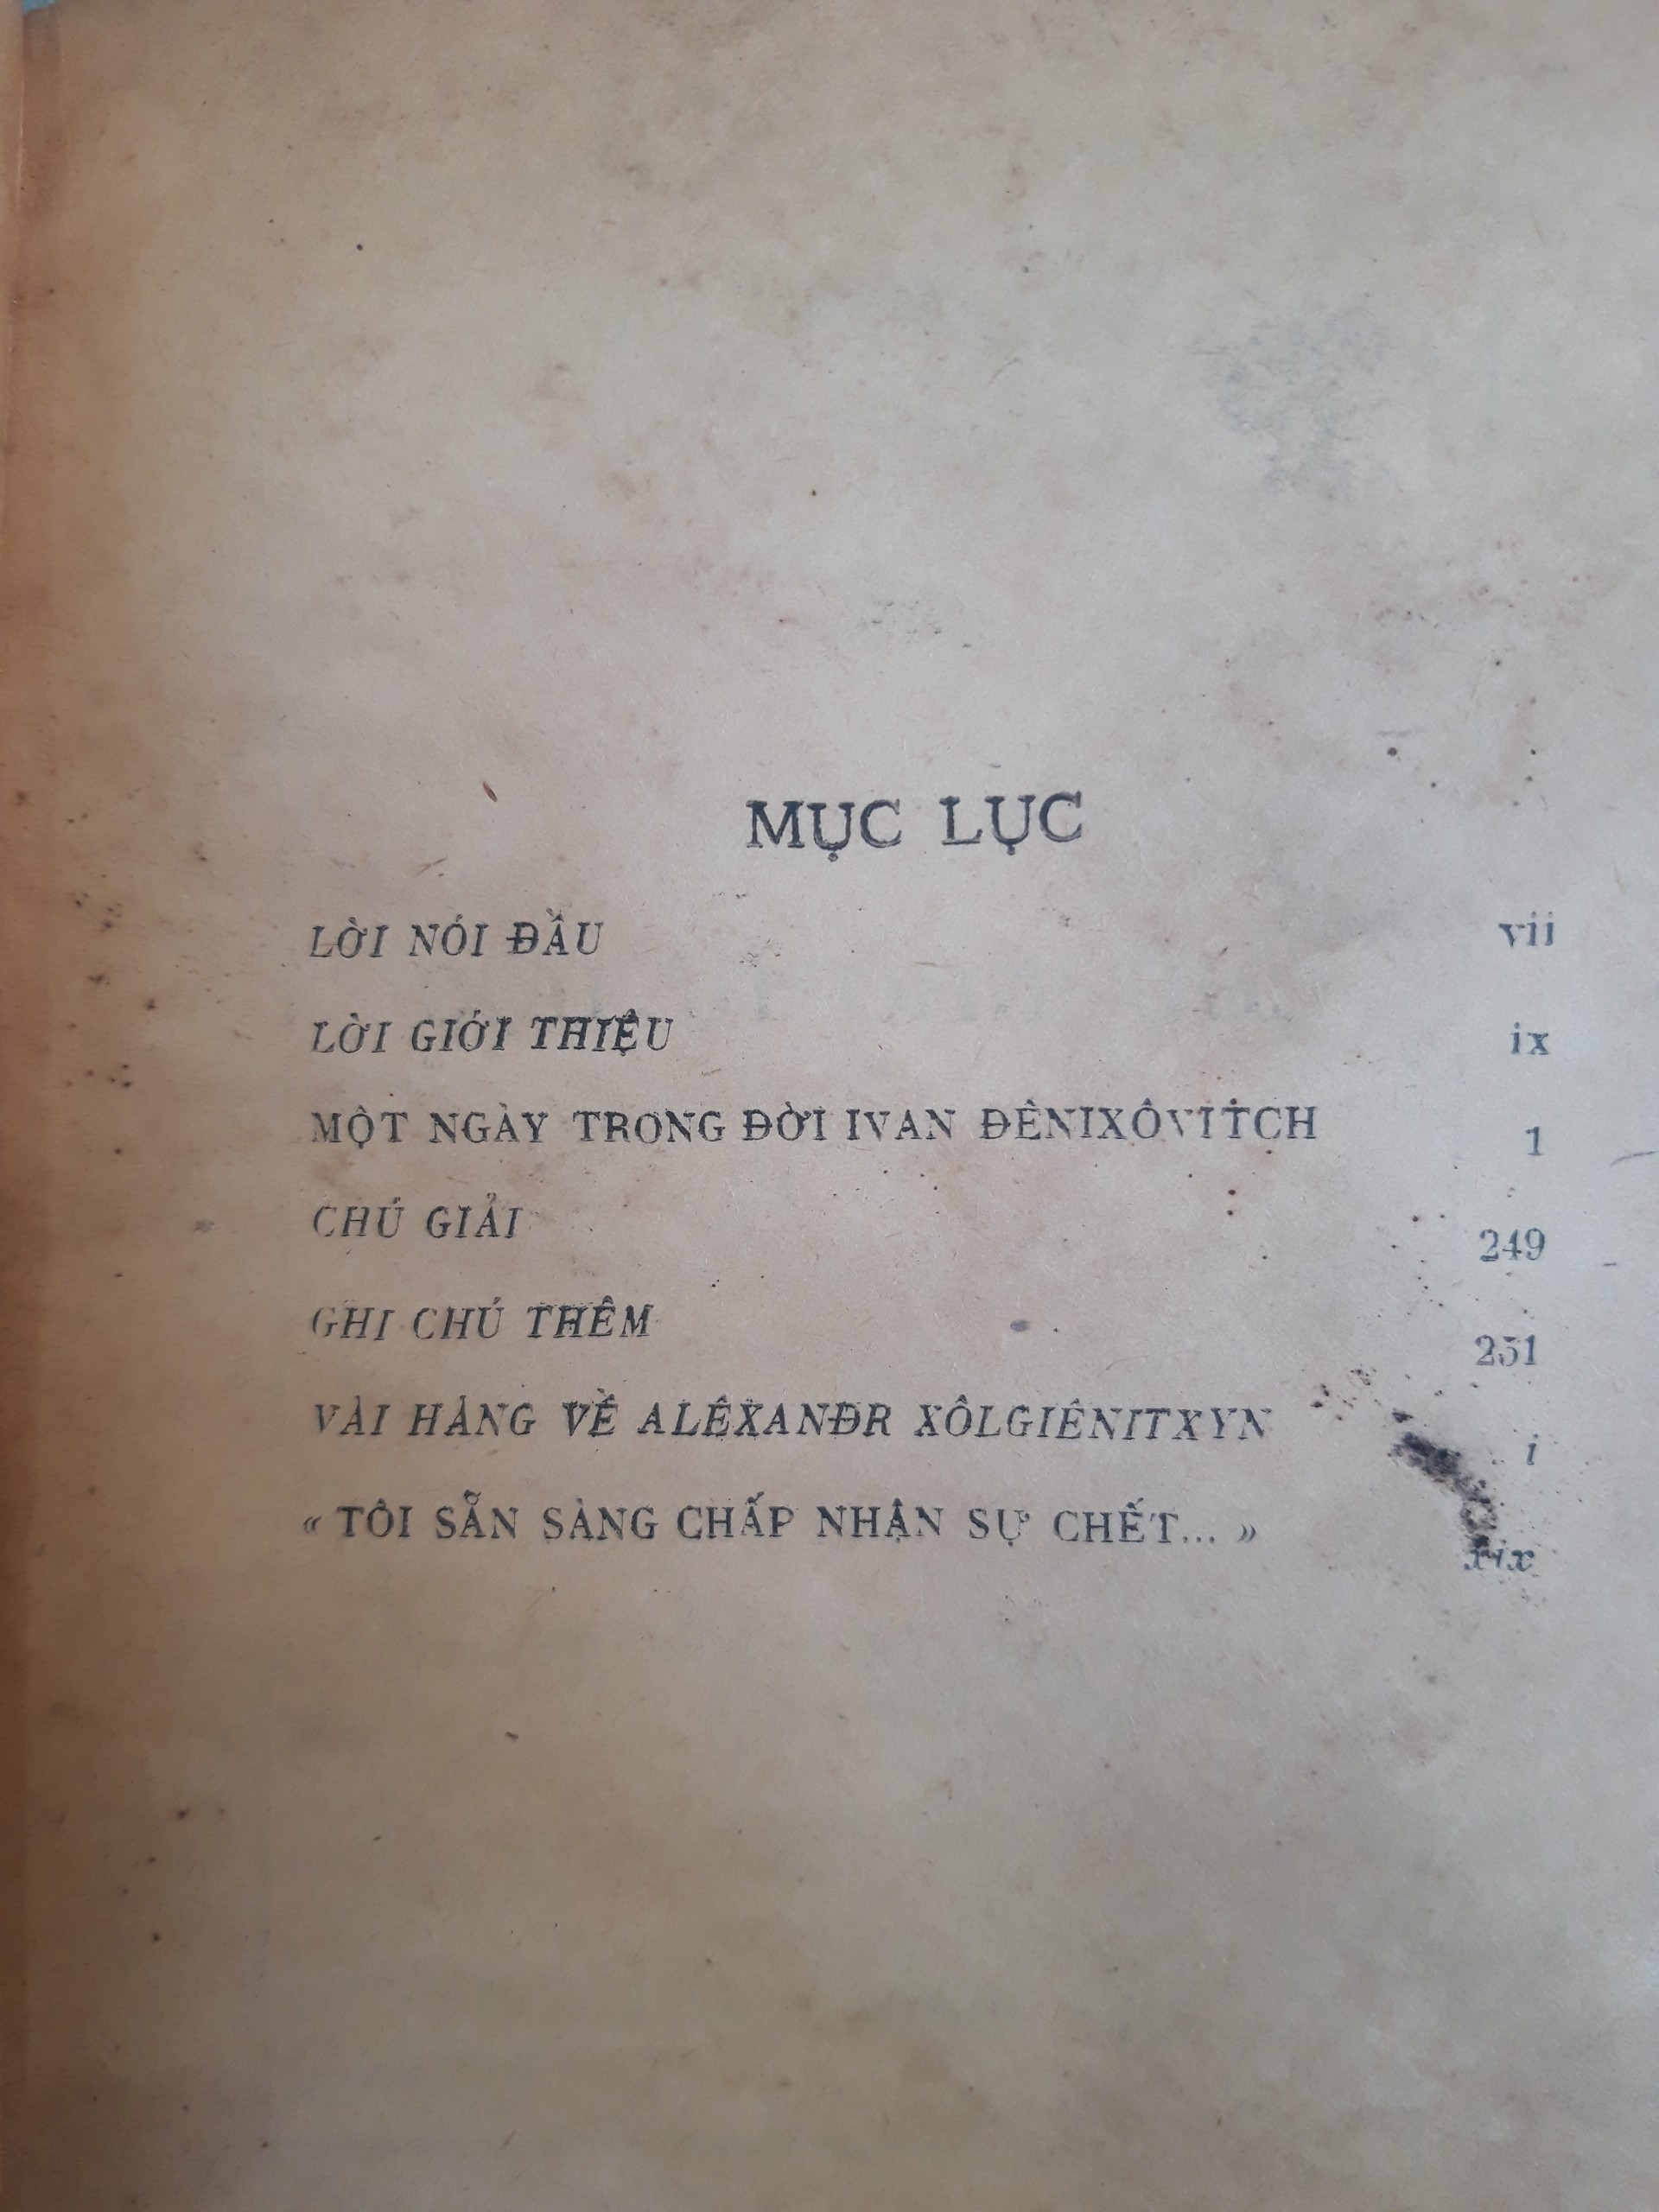 MỤC LỤC
LỜI NÓI ĐẦU vii
LỜI GIỚI THIỆU ix
MỘT NGÀY TRONG ĐỜI IVAN ĐÊNIXÔVITCH 1
CHÚ GIẢI 249
GHI CHÚ THÊM 251
VÀI HÀNG VỀ ALÊXANĐR XÔLGIÊNITXYN i
« TÔI SẴN SÀNG CHẤP NHẬN SỰ CHẾT... » xix